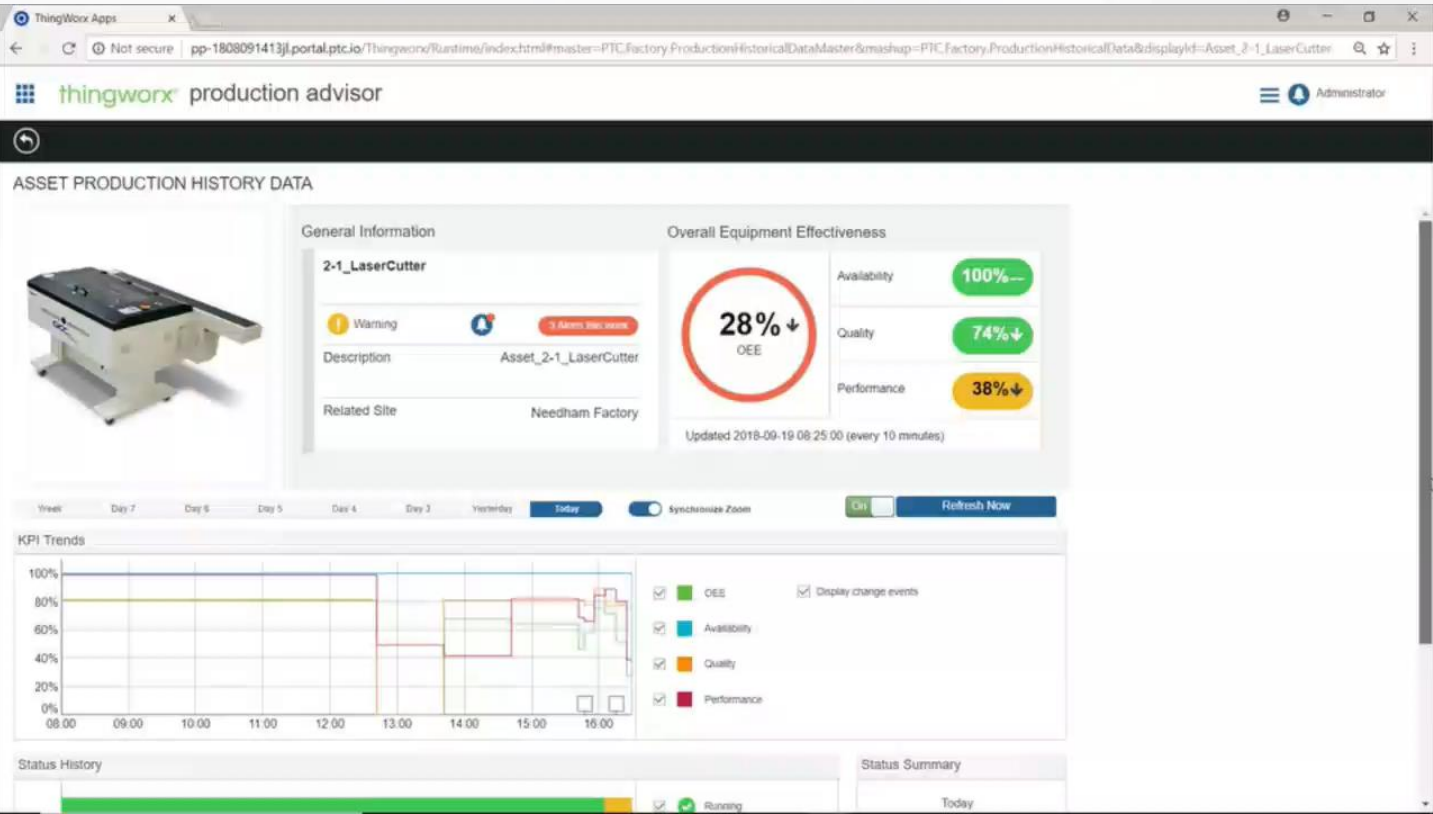 ThingWorx Apps
Not secure | pp-1808091413jl.portal.ptc.io/Thingworx/Runtime/index.html#master=PTC.Factory.ProductionHistoricalDataMaster&mashup=PTC.Factory.ProductionHistoricalData&displayId=Asset_2-1_LaserCutter
thingworx production advisor
Administrator
ASSET PRODUCTION HISTORY DATA
General Information
2-1_LaserCutter
Warning
3 Alerts this week
Description Asset_2-1_LaserCutter
Related Site Needham Factory
Overall Equipment Effectiveness
28%
OEE
Availability 100%
Quality 74%
Performance 38%
Updated 2018-09-19 08:25:00 (every 10 minutes)
Week Day 7 Day 6 Day 5 Day 4 Day 3 Yesterday Today
Synchronize Zoom
On
Refresh Now
KPI Trends
100%
80%
60%
40%
20%
0%
08:00 09:00 10:00 11:00 12:00 13:00 14:00 15:00 16:00
OEE
Availability
Quality
Performance
Display change events
Status History
Running
Status Summary
Today